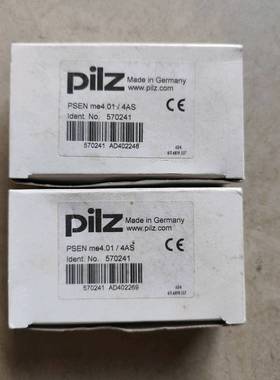 pilz
Made in Germany
www.pilz.com
PSEN me4.01 / 4AS
Ident. No. 570241
CE
570241 AD402248
pilz
Made in Germany
www.pilz.com
PSEN me4.01 / 4AS
Ident. No. 570241
CE
570241 AD402269